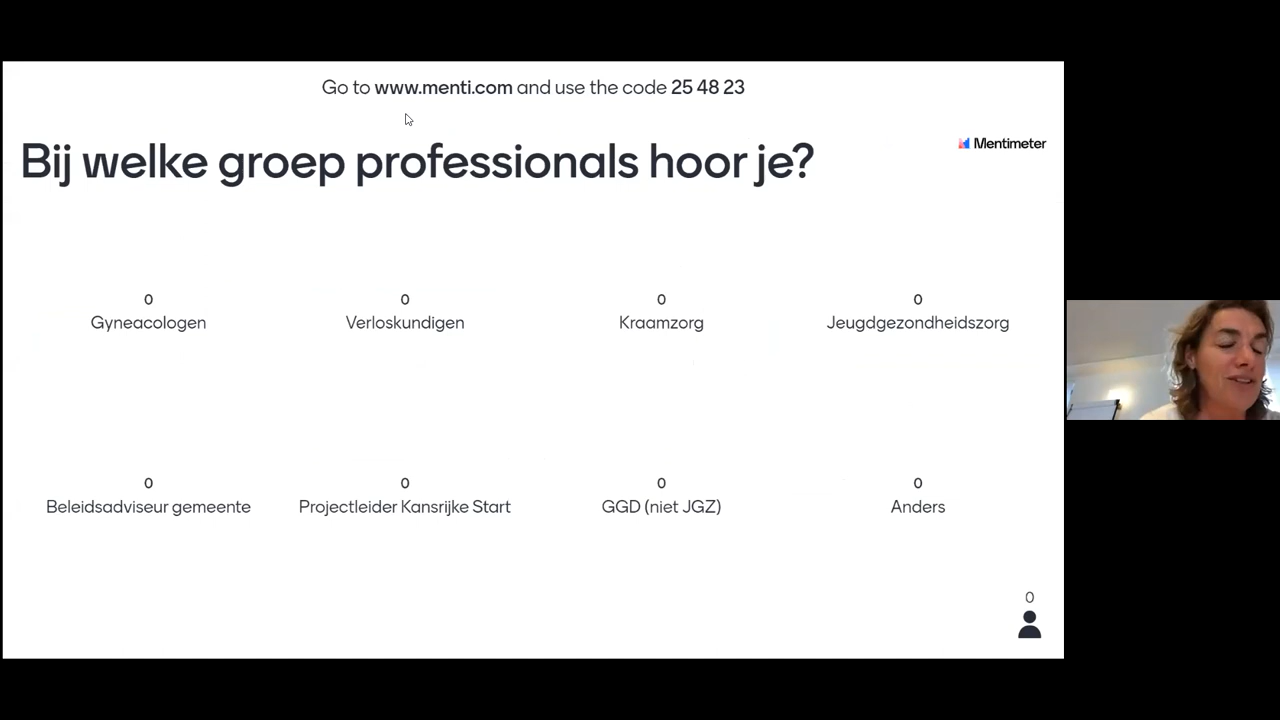 Go to www.menti.com and use the code 25 48 23
Mentimeter
Bij welke groep professionals hoor je?
0 0 0 0
Gyneacologen Verloskundigen Kraamzorg Jeugdgezondheidszorg
0 0 0 0
Beleidsadviseur gemeente Projectleider Kansrijke Start GGD (niet JGZ) Anders
0